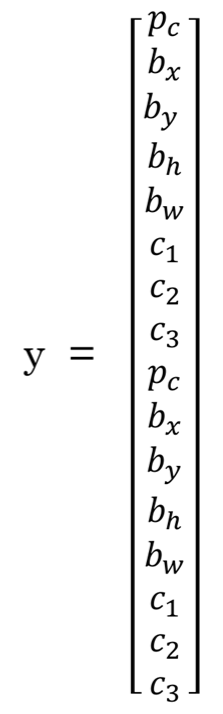 p_c
b_x
b_y
b_h
b_w
c_1
c_2
y = c_3
p_c
b_x
b_y
b_h
b_w
c_1
c_2
c_3